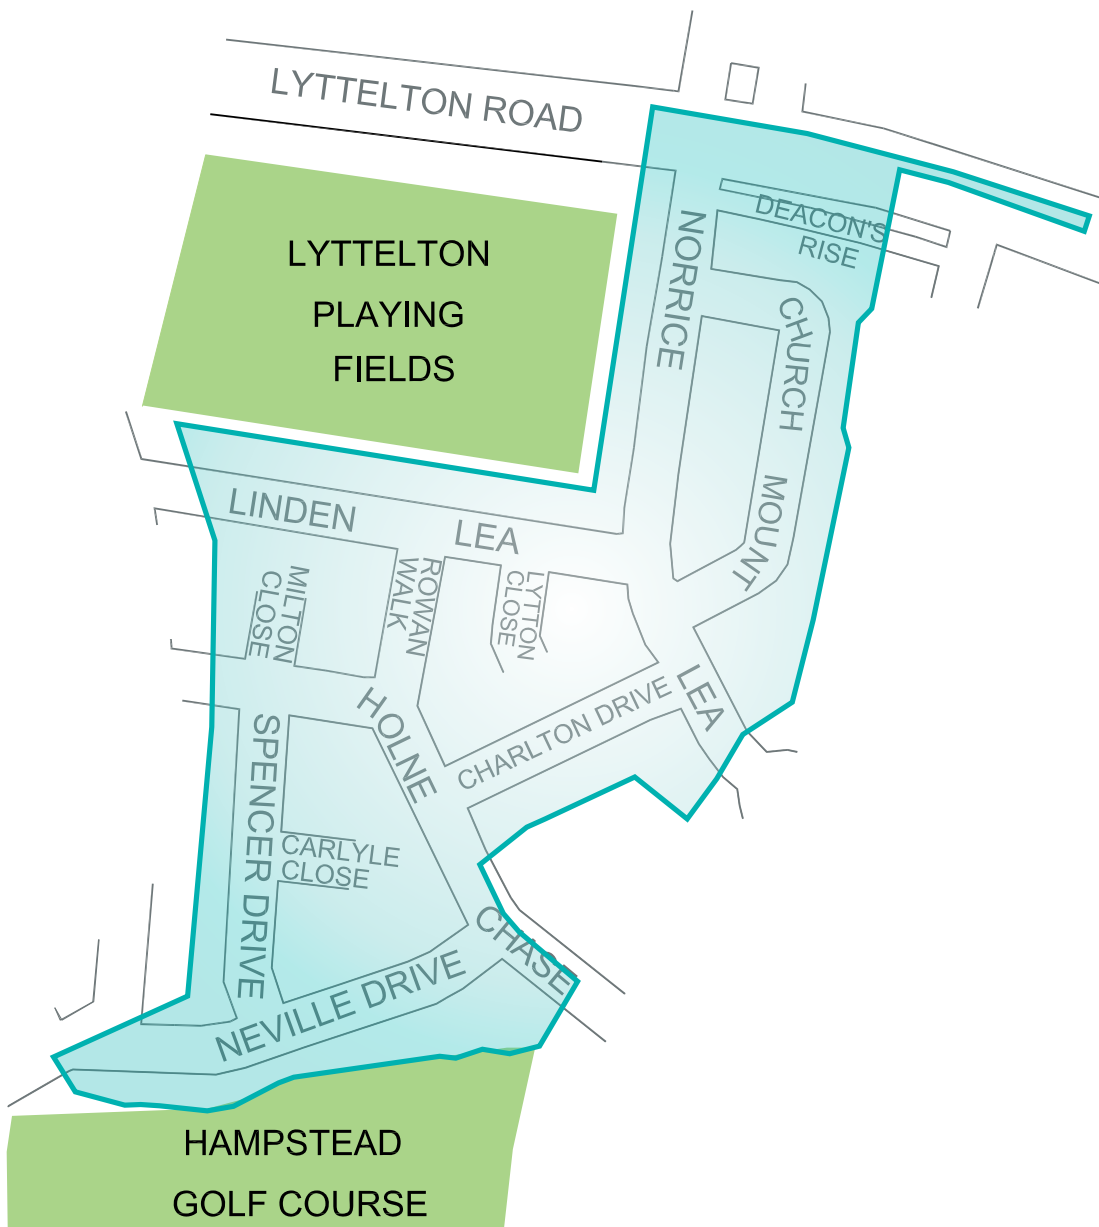 LYTTELTON ROAD
DEACON'S
RISE
LYTTELTON
PLAYING
FIELDS
NORRICE
CHURCH
MOUNT
LINDEN
LEA
MILTON
CLOSE
ROWAN
WALK
LYTTON
CLOSE
LEA
CHARLTON DRIVE
HOLNE
SPENCER DRIVE
CARLYLE
CLOSE
CHASE
NEVILLE DRIVE
HAMPSTEAD
GOLF COURSE